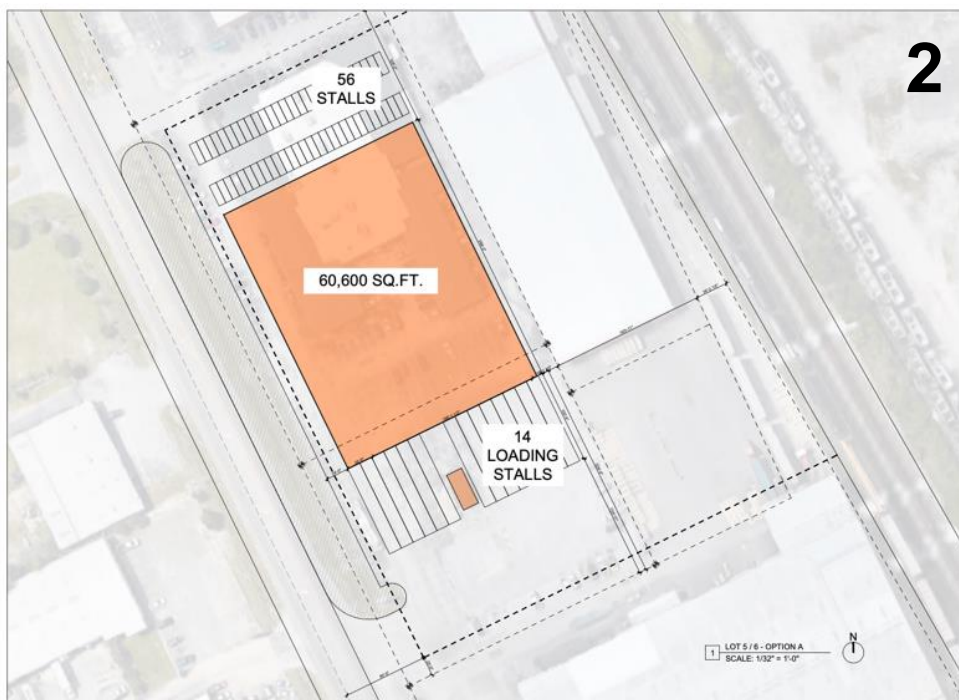 2
56
STALLS
60,600 SQ.FT.
14
LOADING
STALLS
N
1 LOT 5 / 6 - OPTION A
SCALE: 1/32" = 1'-0"